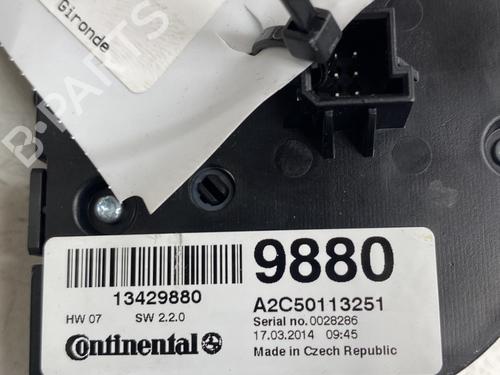 Gironde
B-PARTS
13429880
HW 07 SW 2.2.0
Continental
9880
A2C50113251
Serial no. 0028286
17.03.2014 09:45
Made in Czech Republic